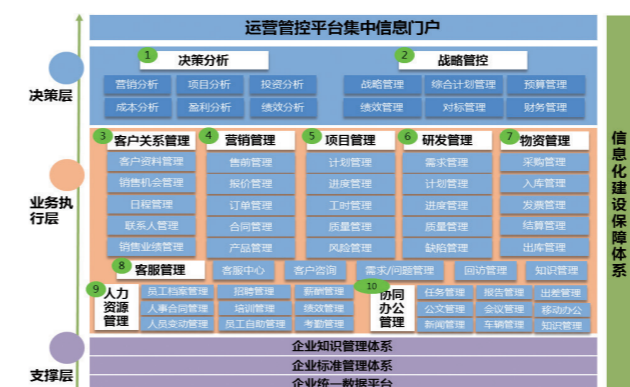 运营管控平台集中信息门户
1 决策分析
2 战略管控
营销分析 项目分析 投资分析 战略管理 综合计划管理 预算管理
成本分析 盈利分析 绩效分析 绩效管理 对标管理 财务管理
决策层
3 客户关系管理 4 营销管理 5 项目管理 6 研发管理 7 物资管理
客户资料管理 售前管理 计划管理 需求管理 采购管理
销售机会管理 报价管理 进度管理 计划管理 入库管理
日程管理 订单管理 工时管理 进度管理 发票管理
联系人管理 合同管理 质量管理 质量管理 结算管理
销售业绩管理 产品管理 风险管理 缺陷管理 出库管理
业务执
行层
8 客服管理 客服中心 客户咨询 需求/问题管理 回访管理 知识管理
9 人力
资源
管理
员工档案管理 招聘管理 薪酬管理
人事合同管理 培训管理 绩效管理
人员变动管理 员工自助管理 考勤管理
10 协同
办公
管理
任务管理 报告管理 出差管理
公文管理 会议管理 移动办公
新闻管理 车辆管理 知识管理
企业知识管理体系
企业标准管理体系
企业统一数据平台
支撑层
信息化建设保障体系